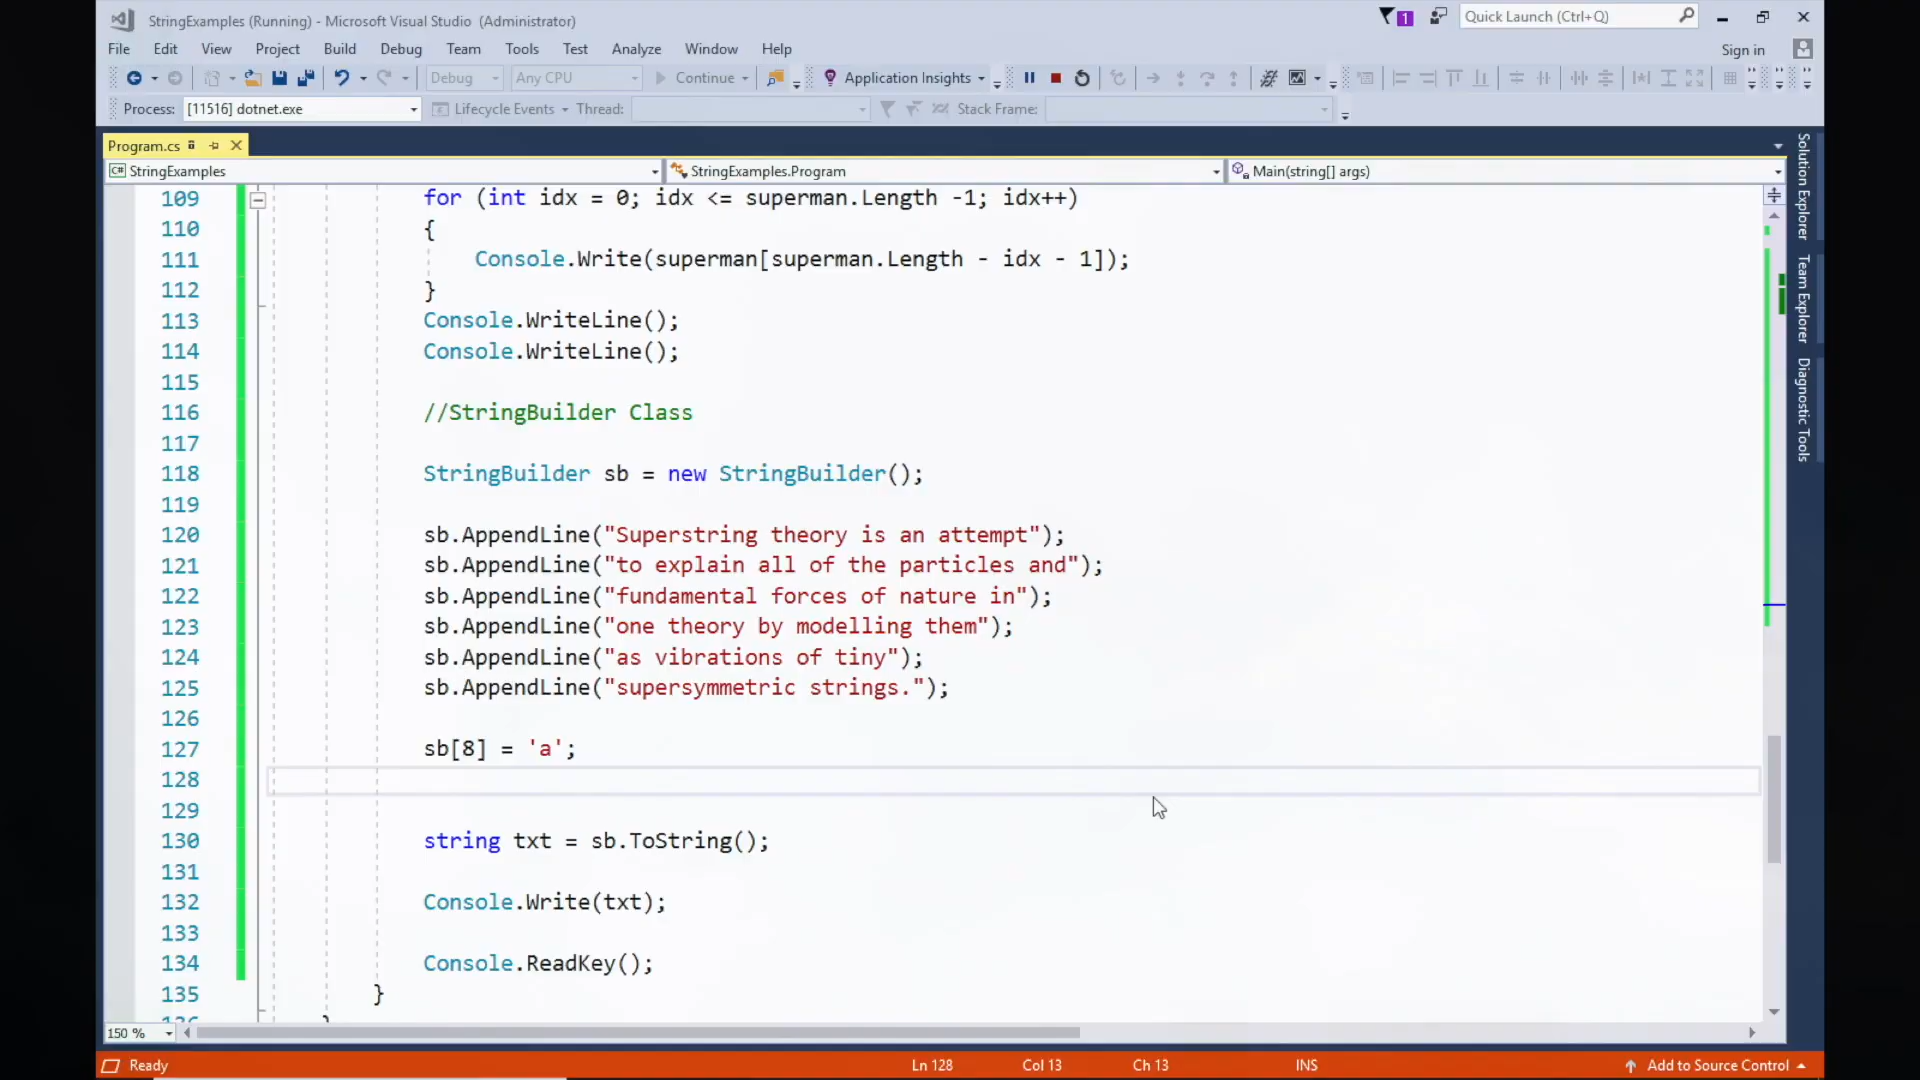 StringExamples (Running) - Microsoft Visual Studio (Administrator)
1
Quick Launch (Ctrl+Q)
File Edit View Project Build Debug Team Tools Test Analyze Window Help
Sign in
Debug Any CPU Continue Application Insights
Process: [11516] dotnet.exe Lifecycle Events Thread: Stack Frame:
Program.cs
C# StringExamples StringExamples.Program Main(string[] args)
109 for (int idx = 0; idx <= superman.Length -1; idx++)
110 {
111 Console.Write(superman[superman.Length - idx - 1]);
112 }
113 Console.WriteLine();
114 Console.WriteLine();
115
116 //StringBuilder Class
117
118 StringBuilder sb = new StringBuilder();
119
120 sb.AppendLine("Superstring theory is an attempt");
121 sb.AppendLine("to explain all of the particles and");
122 sb.AppendLine("fundamental forces of nature in");
123 sb.AppendLine("one theory by modelling them");
124 sb.AppendLine("as vibrations of tiny");
125 sb.AppendLine("supersymmetric strings.");
126
127 sb[8] = 'a';
128
129
130 string txt = sb.ToString();
131
132 Console.Write(txt);
133
134 Console.ReadKey();
135 }
136 }
150 %
Ready Ln 128 Col 13 Ch 13 INS Add to Source Control
Solution Explorer
Team Explorer
Diagnostic Tools